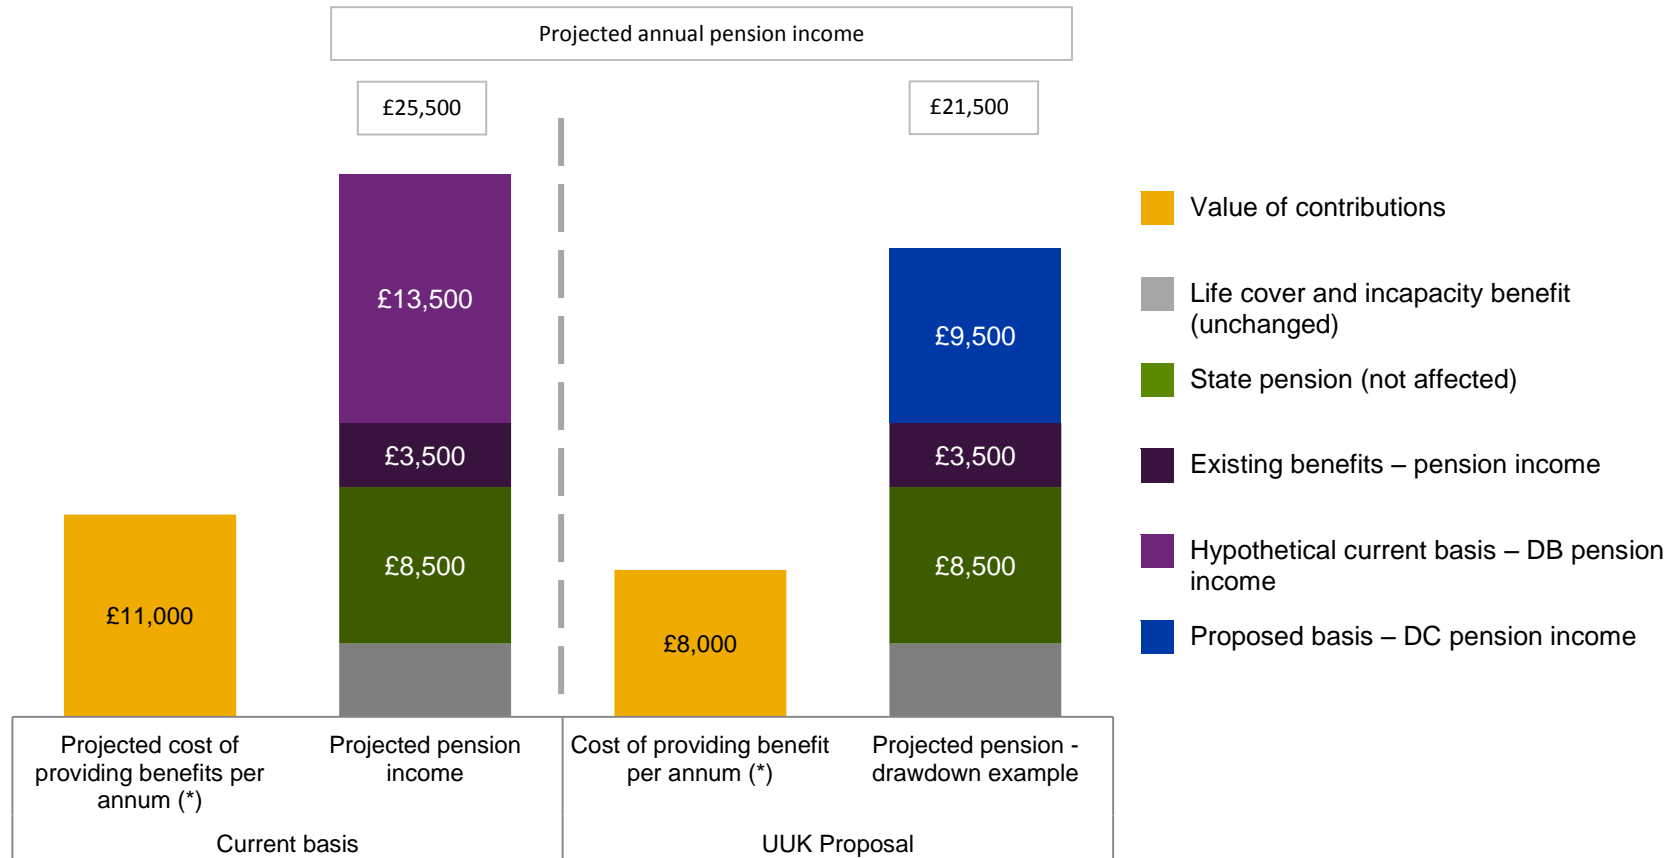 Projected annual pension income
£25,500
£21,500
£13,500
£3,500
£8,500
£11,000
£9,500
£3,500
£8,500
£8,000
Value of contributions
Life cover and incapacity benefit
(unchanged)
State pension (not affected)
Existing benefits – pension income
Hypothetical current basis – DB pension
income
Proposed basis – DC pension income
Projected cost of
providing benefits per
annum (*)
Projected pension
income
Cost of providing benefit
per annum (*)
Projected pension -
drawdown example
Current basis
UUK Proposal